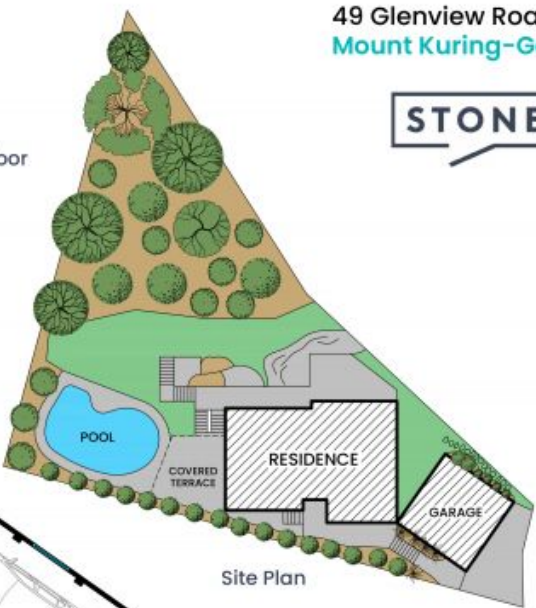 49 Glenview Roa
Mount Kuring-G
STONE
oor
POOL
COVERED
TERRACE
RESIDENCE
GARAGE
Site Plan